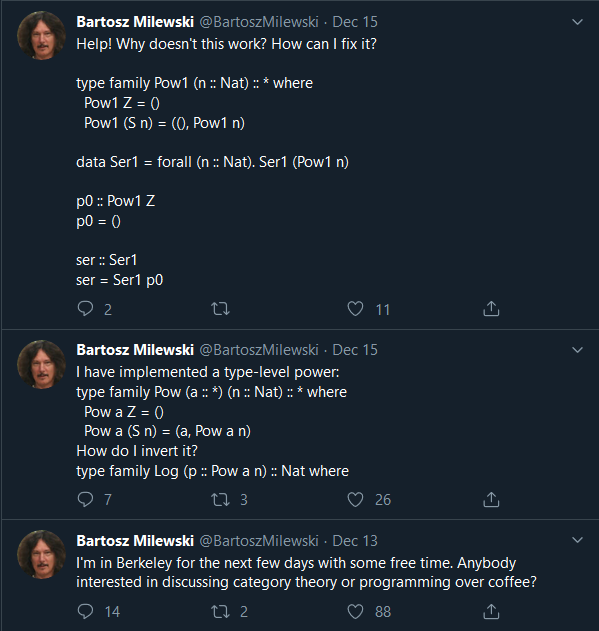 Bartosz Milewski @BartoszMilewski · Dec 15
Help! Why doesn't this work? How can I fix it?
type family Pow1 (n :: Nat) :: * where
Pow1 Z = ()
Pow1 (S n) = ((), Pow1 n)
data Ser1 = forall (n :: Nat). Ser1 (Pow1 n)
p0 :: Pow1 Z
p0 = ()
ser :: Ser1
ser = Ser1 p0
2 11
Bartosz Milewski @BartoszMilewski · Dec 15
I have implemented a type-level power:
type family Pow (a :: *) (n :: Nat) :: * where
Pow a Z = ()
Pow a (S n) = (a, Pow a n)
How do I invert it?
type family Log (p :: Pow a n) :: Nat where
7 3 26
Bartosz Milewski @BartoszMilewski · Dec 13
I'm in Berkeley for the next few days with some free time. Anybody
interested in discussing category theory or programming over coffee?
14 2 88